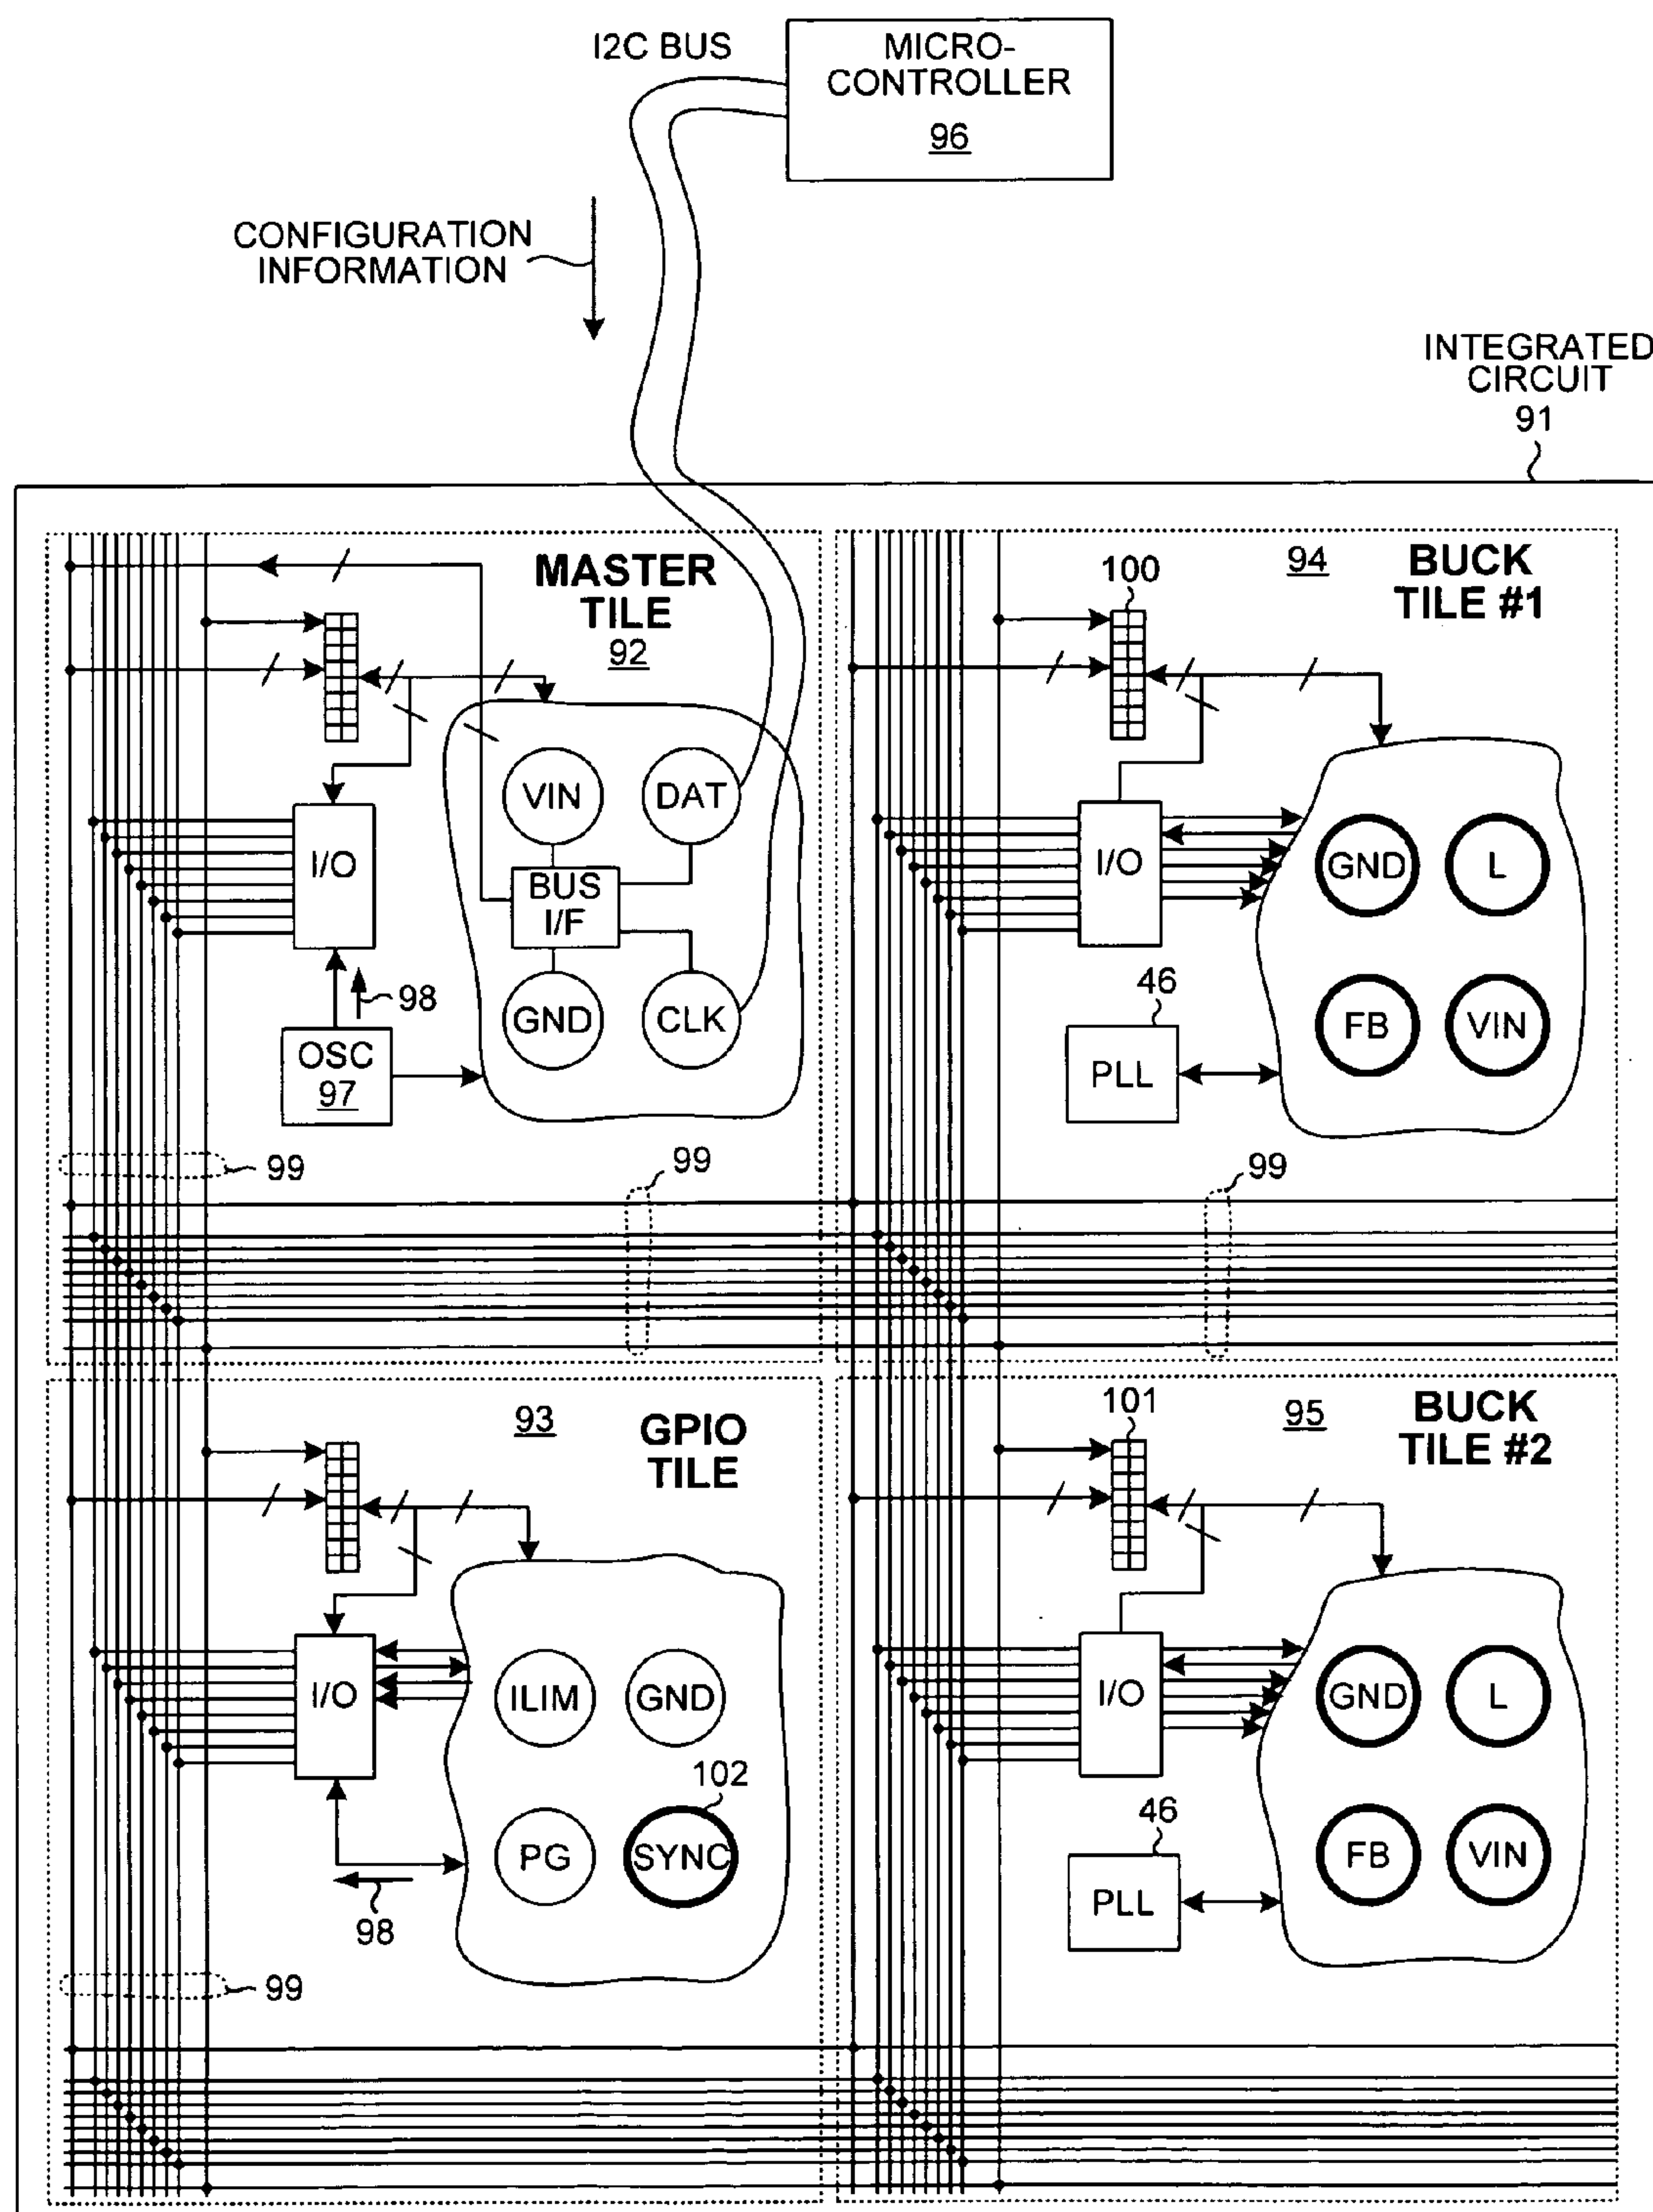 I2C BUS
MICRO-
CONTROLLER
96
CONFIGURATION
INFORMATION
INTEGRATED
CIRCUIT
91
MASTER
TILE
92
VIN
DAT
I/O
BUS
I/F
GND
CLK
98
OSC
97
99
99
100
94
BUCK
TILE #1
I/O
GND
L
46
FB
VIN
PLL
99
93
GPIO
TILE
I/O
ILIM
GND
102
PG
SYNC
98
99
101
95
BUCK
TILE #2
I/O
GND
L
46
FB
VIN
PLL